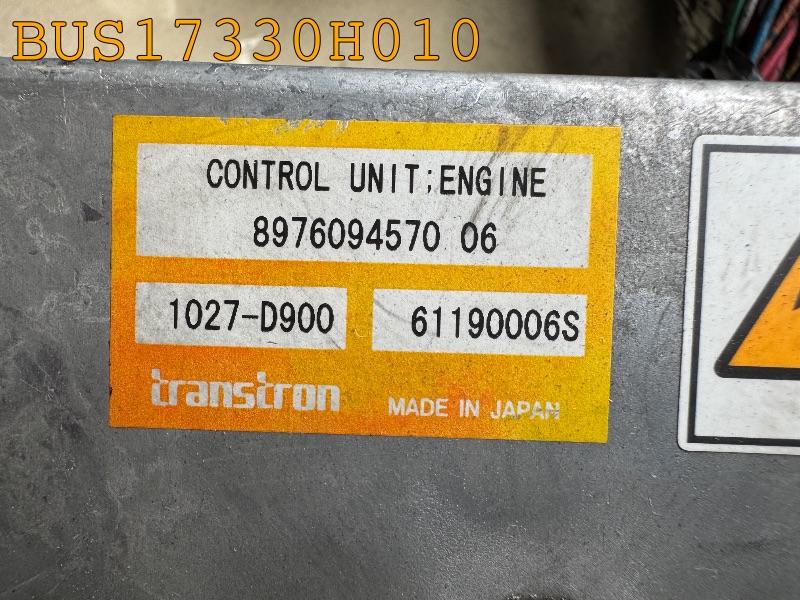 BUS17330H010
CONTROL UNIT;ENGINE
8976094570 06
1027-D900 61190006S
transtron MADE IN JAPAN